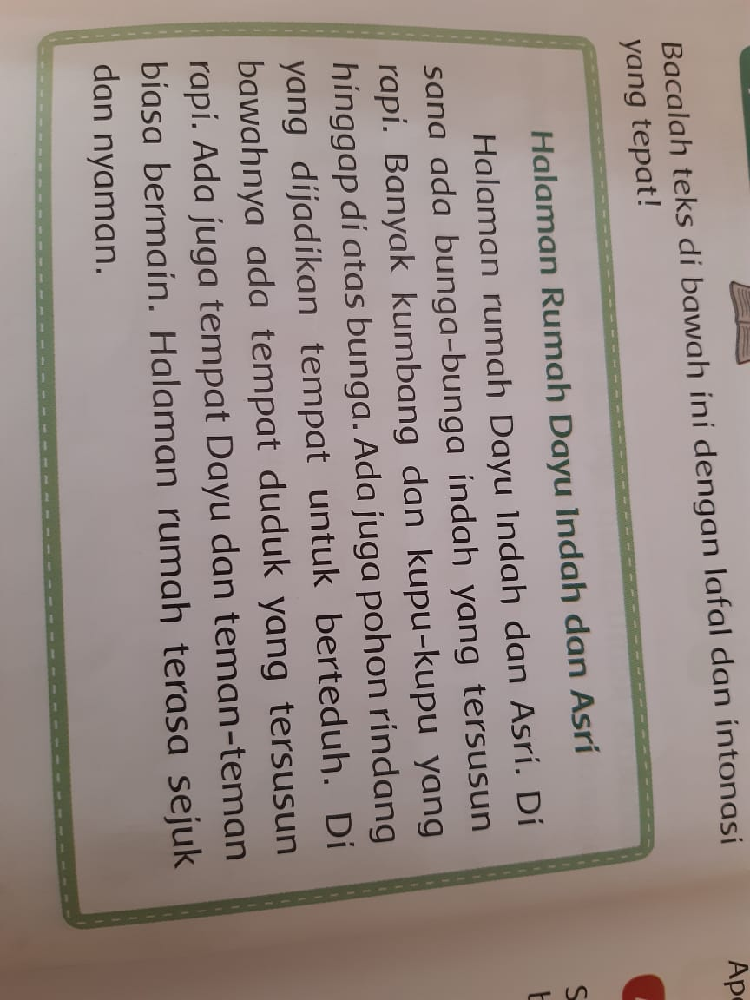 Bacalah teks di bawah ini dengan lafal dan intonasi
yang tepat!
Halaman Rumah Dayu Indah dan Asri
Halaman rumah Dayu Indah dan Asri. Di
sana ada bunga-bunga indah yang tersusun
rapi. Banyak kumbang dan kupu-kupu yang
hinggap di atas bunga. Ada juga pohon rindang
yang dijadikan tempat untuk berteduh. Di
bawahnya ada tempat duduk yang tersusun
rapi. Ada juga tempat Dayu dan teman-teman
biasa bermain. Halaman rumah terasa sejuk
dan nyaman.